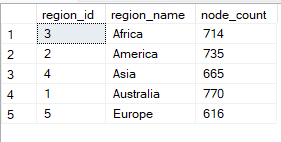 region_id region_name node_count
1 3 Africa 714
2 2 America 735
3 4 Asia 665
4 1 Australia 770
5 5 Europe 616